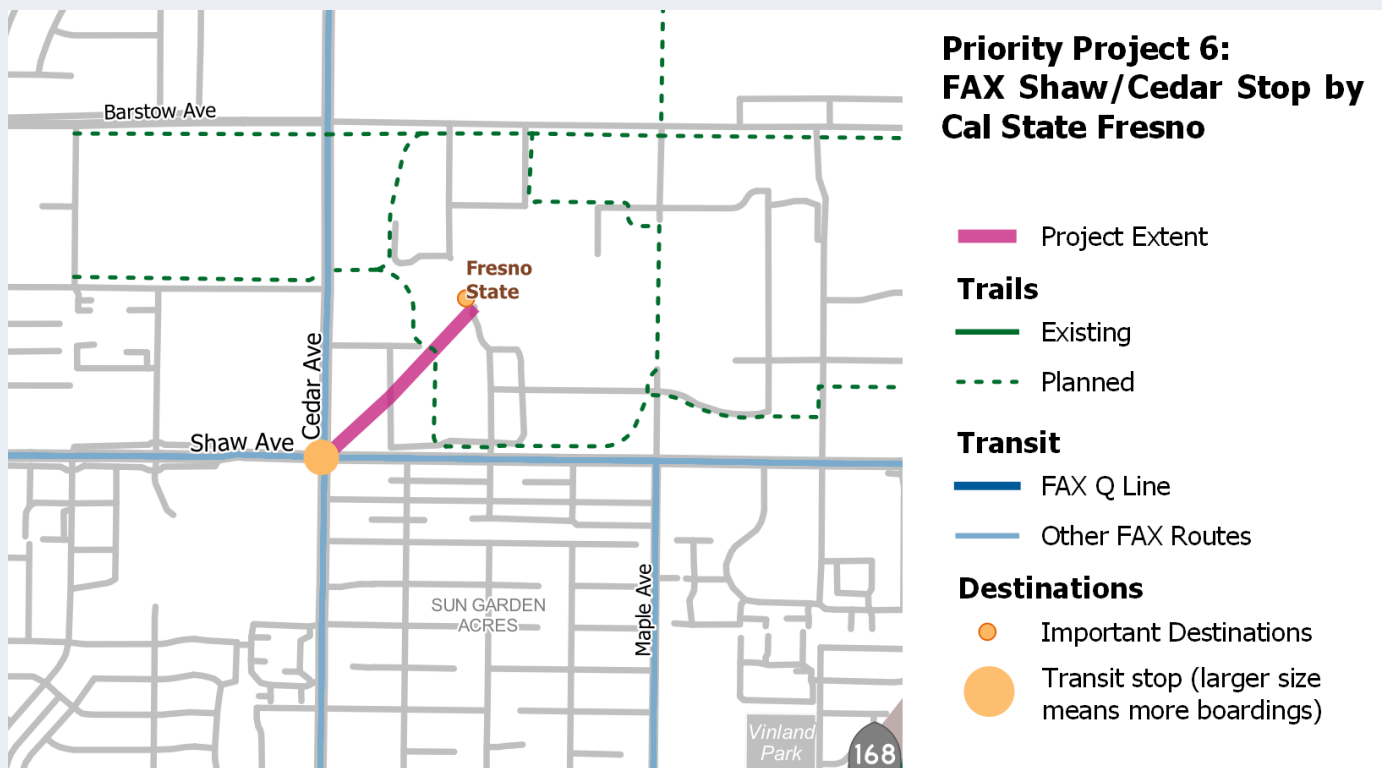 Priority Project 6:
FAX Shaw/Cedar Stop by
Cal State Fresno
Barstow Ave
Fresno
State
Cedar Ave
Shaw Ave
Maple Ave
SUN GARDEN
ACRES
Vinland
Park
168
Project Extent
Trails
Existing
Planned
Transit
FAX Q Line
Other FAX Routes
Destinations
Important Destinations
Transit stop (larger size
means more boardings)